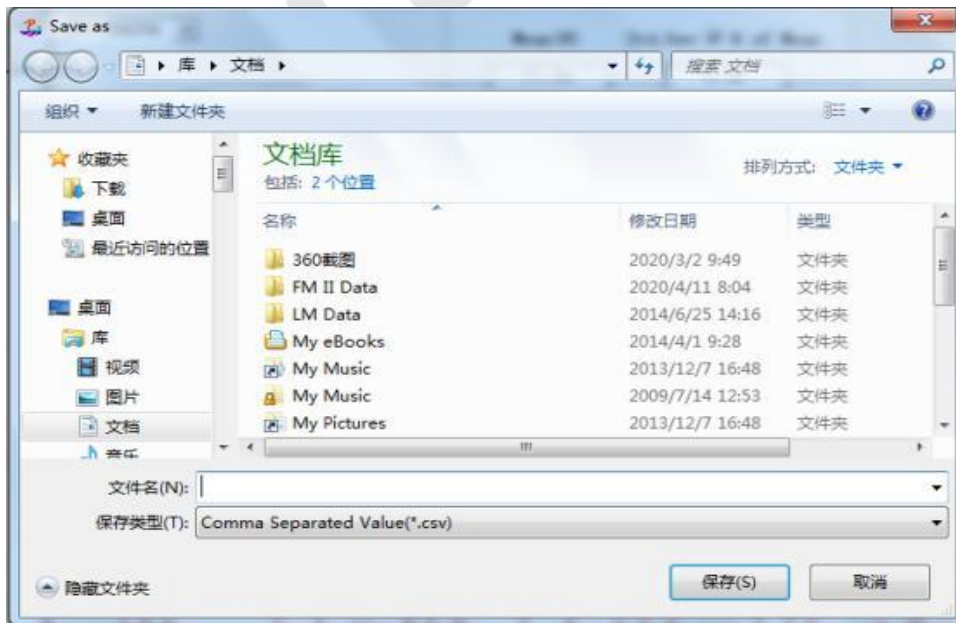 Save as
库 文档
搜索 文档
组织 新建文件夹
收藏夹
下载
桌面
最近访问的位置
桌面
库
视频
图片
文档
音乐
文档库
包括: 2 个位置
排列方式: 文件夹
名称 修改日期 类型
360截图 2020/3/2 9:49 文件夹
FM II Data 2020/4/11 8:04 文件夹
LM Data 2014/6/25 14:16 文件夹
My eBooks 2014/4/1 9:28 文件夹
My Music 2013/12/7 16:48 文件夹
My Music 2009/7/14 12:53 文件夹
My Pictures 2013/12/7 16:48 文件夹
文件名(N):
保存类型(T): Comma Separated Value(*.csv)
隐藏文件夹 保存(S) 取消